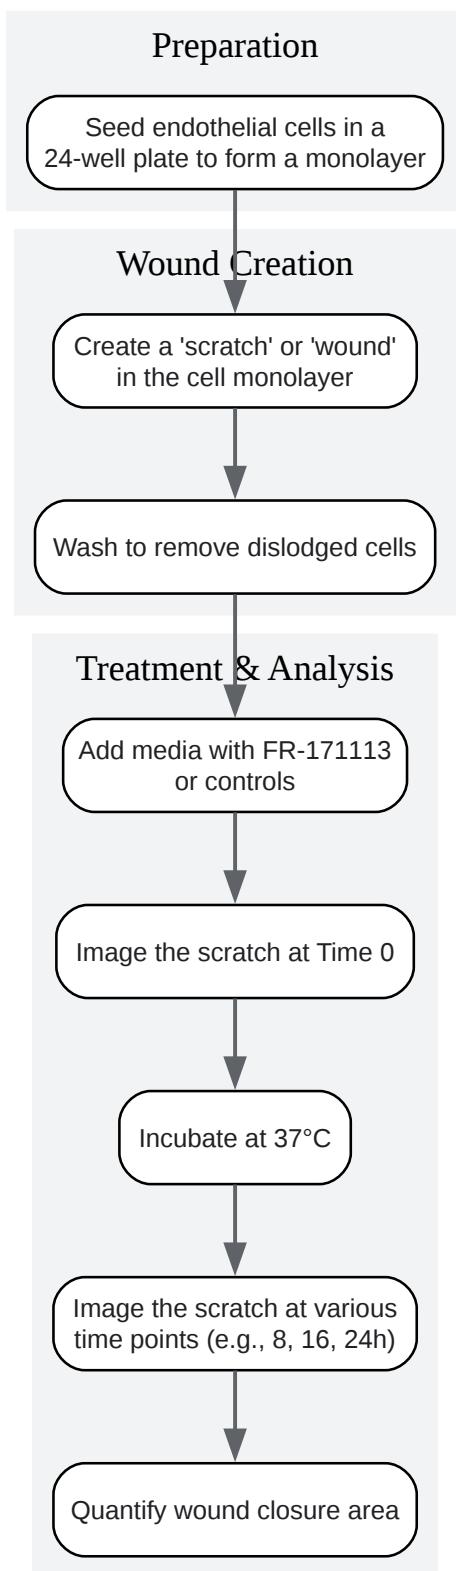 Preparation
Seed endothelial cells in a
24-well plate to form a monolayer
Wound Creation
Create a 'scratch' or 'wound'
in the cell monolayer
Wash to remove dislodged cells
Treatment & Analysis
Add media with FR-171113
or controls
Image the scratch at Time 0
Incubate at 37°C
Image the scratch at various
time points (e.g., 8, 16, 24h)
Quantify wound closure area